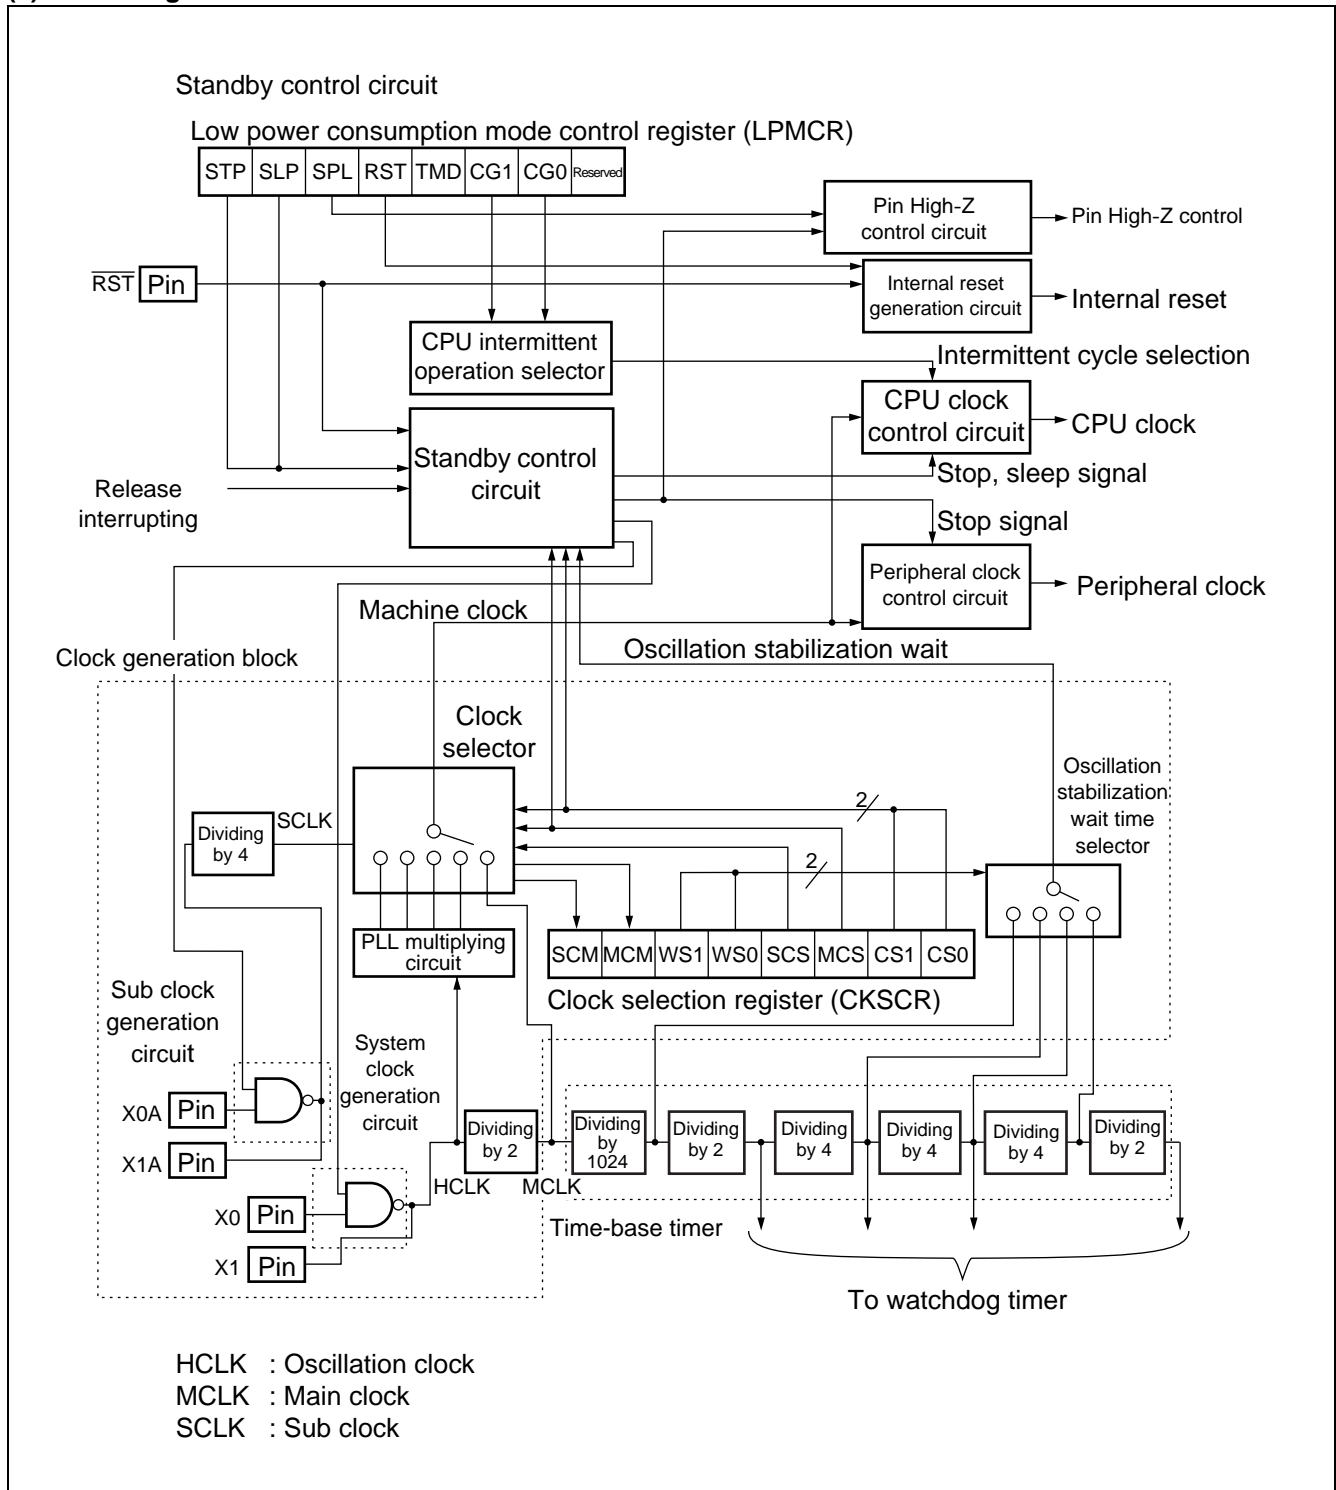 Standby control circuit
Low power consumption mode control register (LPMCR)
STP SLP SPL RST TMD CG1 CG0 Reserved
Pin High-Z
control circuit
Pin High-Z control
RST Pin
Internal reset
generation circuit
Internal reset
CPU intermittent
operation selector
Intermittent cycle selection
CPU clock
control circuit
CPU clock
Standby control
circuit
Stop, sleep signal
Release
interrupting
Stop signal
Peripheral clock
control circuit
Peripheral clock
Machine clock
Oscillation stabilization wait
Clock generation block
Clock
selector
Oscillation
stabilization
wait time
selector
2
SCLK
Dividing
by 4
2
PLL multiplying
circuit
SCM MCM WS1 WS0 SCS MCS CS1 CS0
Clock selection register (CKSCR)
Sub clock
generation
circuit
System
clock
generation
circuit
X0A Pin
X1A Pin
Dividing
by 2
Dividing
by
1024
Dividing
by 2
Dividing
by 4
Dividing
by 4
Dividing
by 4
Dividing
by 2
HCLK MCLK
X0 Pin
X1 Pin
Time-base timer
To watchdog timer
HCLK : Oscillation clock
MCLK : Main clock
SCLK : Sub clock